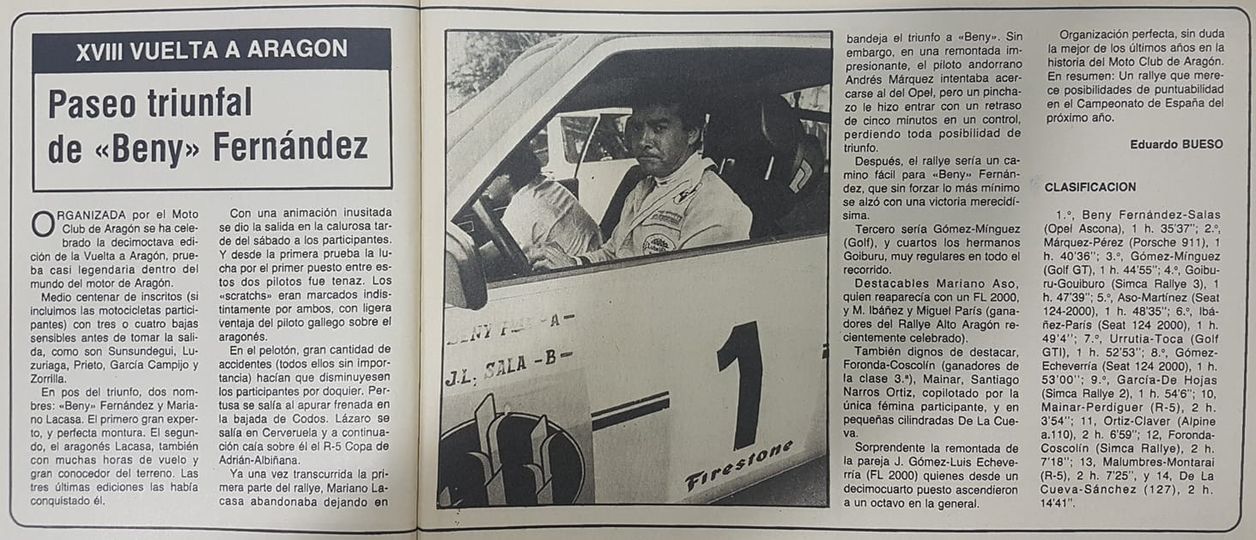 XVIII VUELTA A ARAGON
Paseo triunfal
de «Beny» Fernández
ORGANIZADA por el Moto
Club de Aragón se ha cele-
brado la decimoctava edi-
ción de la Vuelta a Aragón, prue-
ba casi legendaria dentro del
mundo del motor de Aragón.
Medio centenar de inscritos (si
incluimos las motocicletas partici-
pantes) con tres o cuatro bajas
sensibles antes de tomar la sali-
da, como son Sunsundegui, Lu-
zuriaga, Prieto, García Campijo y
Zorrilla.
En pos del triunfo, dos nom-
bres: «Beny» Fernández y Maria-
no Lacasa. El primero gran exper-
to, y perfecta montura. El segun-
do, el aragonés Lacasa, también
con muchas horas de vuelo y
gran conocedor del terreno. Las
tres últimas ediciones las había
conquistado él.
Con una animación inusitada
se dio la salida en la calurosa tar-
de del sábado a los participantes.
Y desde la primera prueba la lu-
cha por el primer puesto entre es-
tos dos pilotos fue tenaz. Los
«scratchs» eran marcados indis-
tintamente por ambos, con ligera
ventaja del piloto gallego sobre el
aragonés.
En el pelotón, gran cantidad de
accidentes (todos ellos sin impor-
tancia) hacían que disminuyesen
los participantes por doquier. Per-
tusa se salía al apurar frenada en
la bajada de Codos. Lázaro se
salía en Cerveruela y a continua-
ción caía sobre él el R-5 Copa de
Adrián-Albiñana.
Ya una vez transcurrida la pri-
mera parte del rallye, Mariano La-
casa abandonaba dejando en
-A-
J.L. SALA -B-
1
Firestone
bandeja el triunfo a «Beny». Sin
embargo, en una remontada im-
presionante, el piloto andorrano
Andrés Márquez intentaba acer-
carse al del Opel, pero un pincha-
zo le hizo entrar con un retraso
de cinco minutos en un control,
perdiendo toda posibilidad de
triunfo.
Después, el rallye sería un ca-
mino fácil para «Beny» Fernán-
dez, que sin forzar lo más mínimo
se alzó con una victoria merecidí-
sima.
Tercero sería Gómez-Mínguez
(Golf), y cuartos los hermanos
Goiburu, muy regulares en todo el
recorrido.
Destacables Mariano Aso,
quien reaparecía con un FL 2000,
y M. Ibáñez y Miguel París (gana-
dores del Rallye Alto Aragón re-
cientemente celebrado).
También dignos de destacar,
Foronda-Coscolín (ganadores de
la clase 3.ª), Mainar, Santiago
Narros Ortiz, copilotado por la
única fémina participante, y en
pequeñas cilindradas De La Cue-
va.
Sorprendente la remontada de
la pareja J. Gómez-Luis Echeve-
rría (FL 2000) quienes desde un
decimocuarto puesto ascendieron
a un octavo en la general.
Organización perfecta, sin duda
la mejor de los últimos años en la
historia del Moto Club de Aragón.
En resumen: Un rallye que mere-
ce posibilidades de puntuabilidad
en el Campeonato de España del
próximo año.
Eduardo BUESO
CLASIFICACION
1.º, Beny Fernández-Salas
(Opel Ascona), 1 h. 35'37''; 2.º,
Márquez-Pérez (Porsche 911), 1
h. 40'36''; 3.º, Gómez-Mínguez
(Golf GT), 1 h. 44'55''; 4.º, Goibu-
ru-Gouiburo (Simca Rallye 3), 1
h. 47'39''; 5.º, Aso-Martínez (Seat
124-2000), 1 h. 48'35''; 6.º, Ibá-
ñez-París (Seat 124 2000), 1 h.
49'4''; 7.º, Urrutia-Toca (Golf
GTI), 1 h. 52'53''; 8.º, Gómez-
Echeverría (Seat 124 2000), 1 h.
53'00''; 9.º, García-De Hojas
(Simca Rallye 2), 1 h. 54'6''; 10,
Mainar-Perdiguer (R-5), 2 h.
3'54''; 11, Ortiz-Claver (Alpine
a.110), 2 h. 6'59''; 12, Foronda-
Coscolín (Simca Rallye), 2 h.
7'18''; 13, Malumbres-Montarai
(R-5), 2 h. 7'25'', y 14, De La
Cueva-Sánchez (127), 2 h.
14'41''.